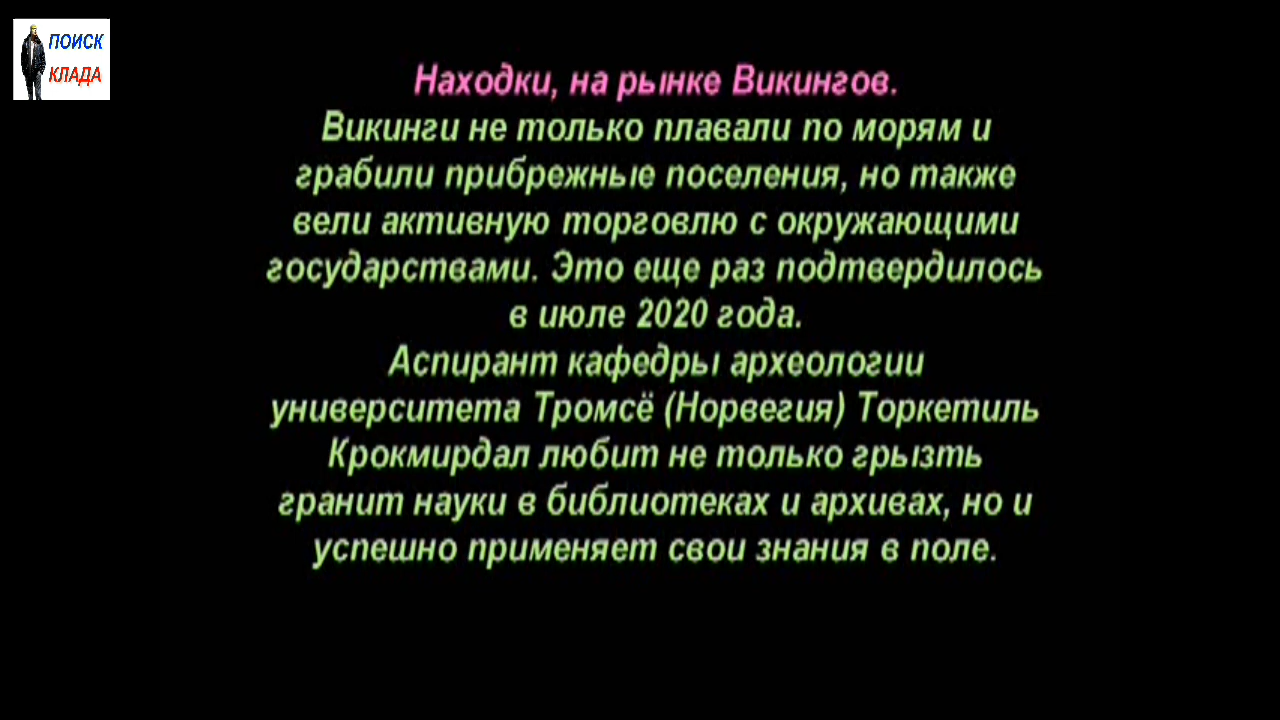 ПОИСК
КЛАДА
Находки, на рынке Викингов.
Викинги не только плавали по морям и
грабили прибрежные поселения, но также
вели активную торговлю с окружающими
государствами. Это еще раз подтвердилось
в июле 2020 года.
Аспирант кафедры археологии
университета Тромсё (Норвегия) Торкетиль
Крокмирдал любит не только грызть
гранит науки в библиотеках и архивах, но и
успешно применяет свои знания в поле.